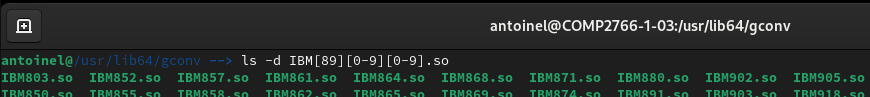 antoinel@COMP2766-1-03:/usr/lib64/gconv
antoinel@/usr/lib64/gconv --> ls -d IBM[89][0-9][0-9].so
IBM803.so IBM852.so IBM857.so IBM861.so IBM864.so IBM868.so IBM871.so IBM880.so IBM902.so IBM905.so
IBM850.so IBM855.so IBM858.so IBM862.so IBM865.so IBM869.so IBM874.so IBM891.so IBM903.so IBM918.so